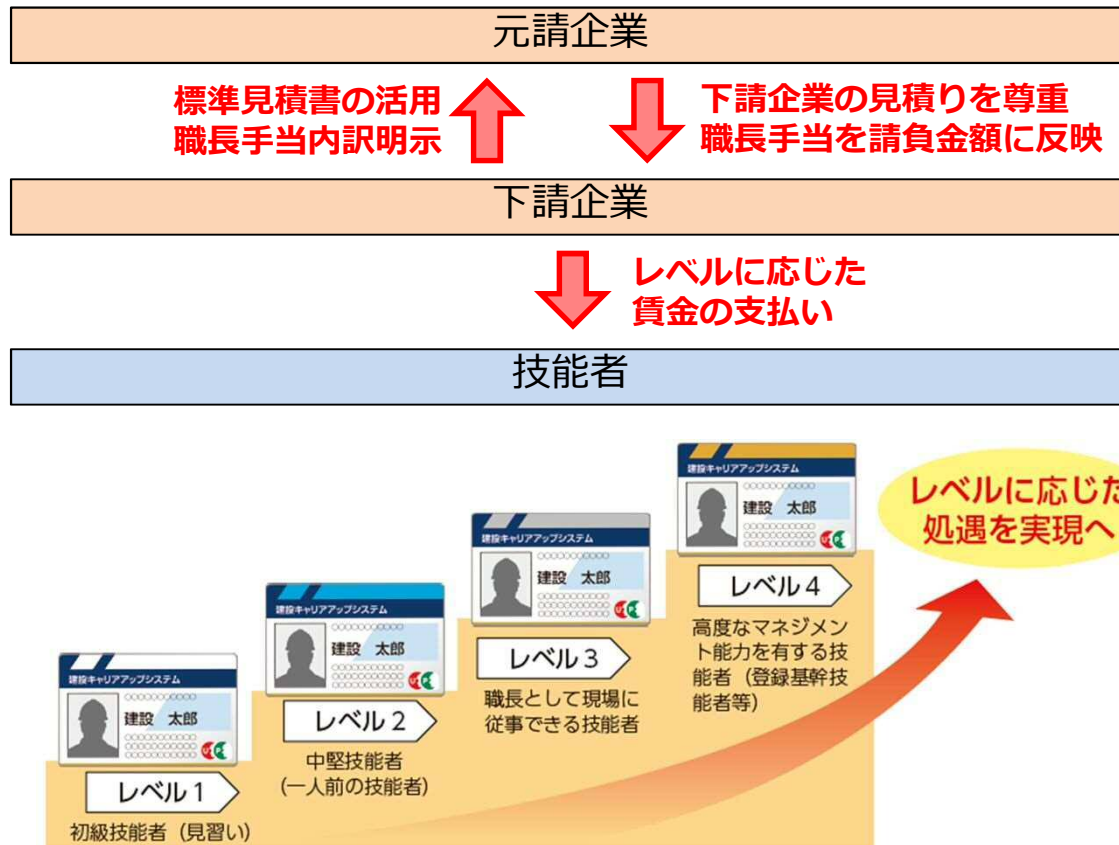 元請企業
標準見積書の活用
職長手当内訳明示
下請企業の見積りを尊重
職長手当を請負金額に反映
下請企業
レベルに応じた
賃金の支払い
技能者
レベルに応じた
処遇を実現へ
建設キャリアアップシステム
建設 太郎
レベル4
高度なマネジメン
ト能力を有する技
能者（登録基幹技
能者等）
建設キャリアアップシステム
建設 太郎
レベル3
職長として現場に
従事できる技能者
建設キャリアアップシステム
建設 太郎
レベル2
中堅技能者
(一人前の技能者)
建設キャリアアップシステム
建設 太郎
レベル1
初級技能者（見習い）